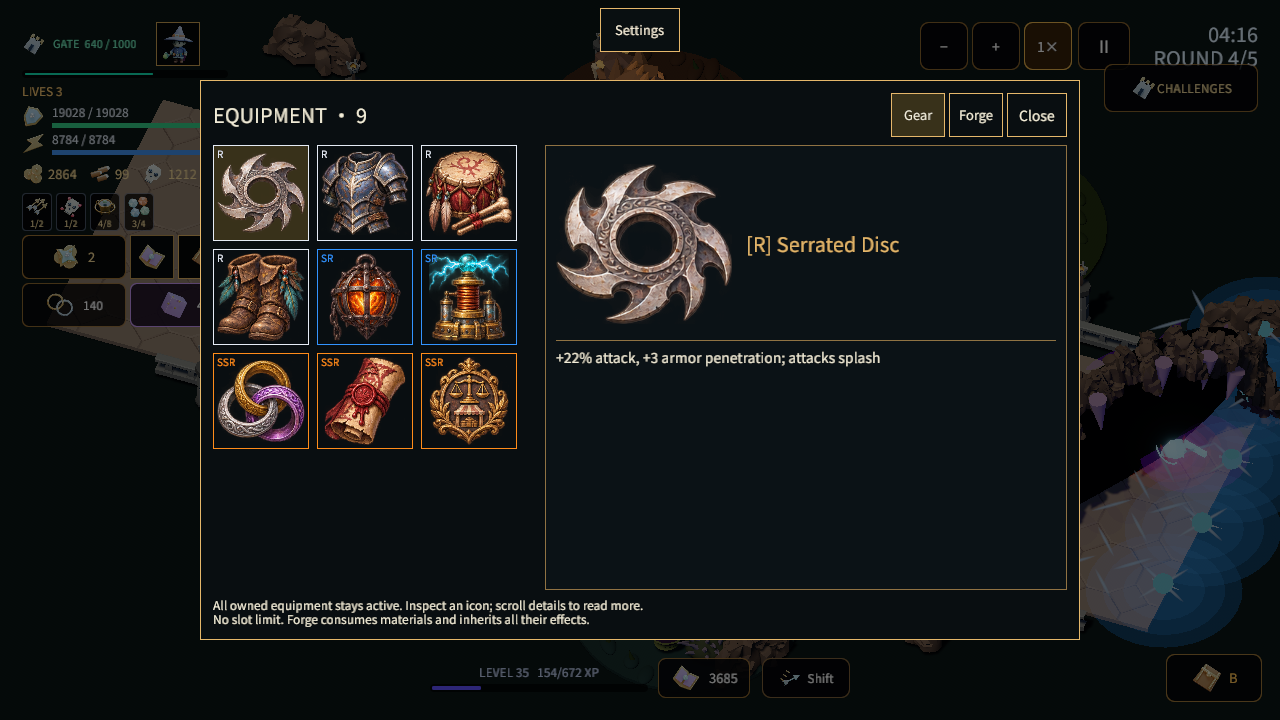 Settings
GATE 640 / 1000
04:16
ROUND 4/5
− + 1× II
CHALLENGES
LIVES 3
19028 / 19028
8784 / 8784
2864 99 1212
1/2 1/2 4/8 3/4
2
140
EQUIPMENT • 9
Gear Forge Close
R R R
R SR SR
SSR SSR SSR
[R] Serrated Disc
+22% attack, +3 armor penetration; attacks splash
All owned equipment stays active. Inspect an icon; scroll details to read more.
No slot limit. Forge consumes materials and inherits all their effects.
LEVEL 35 154/672 XP
3685
Shift
B